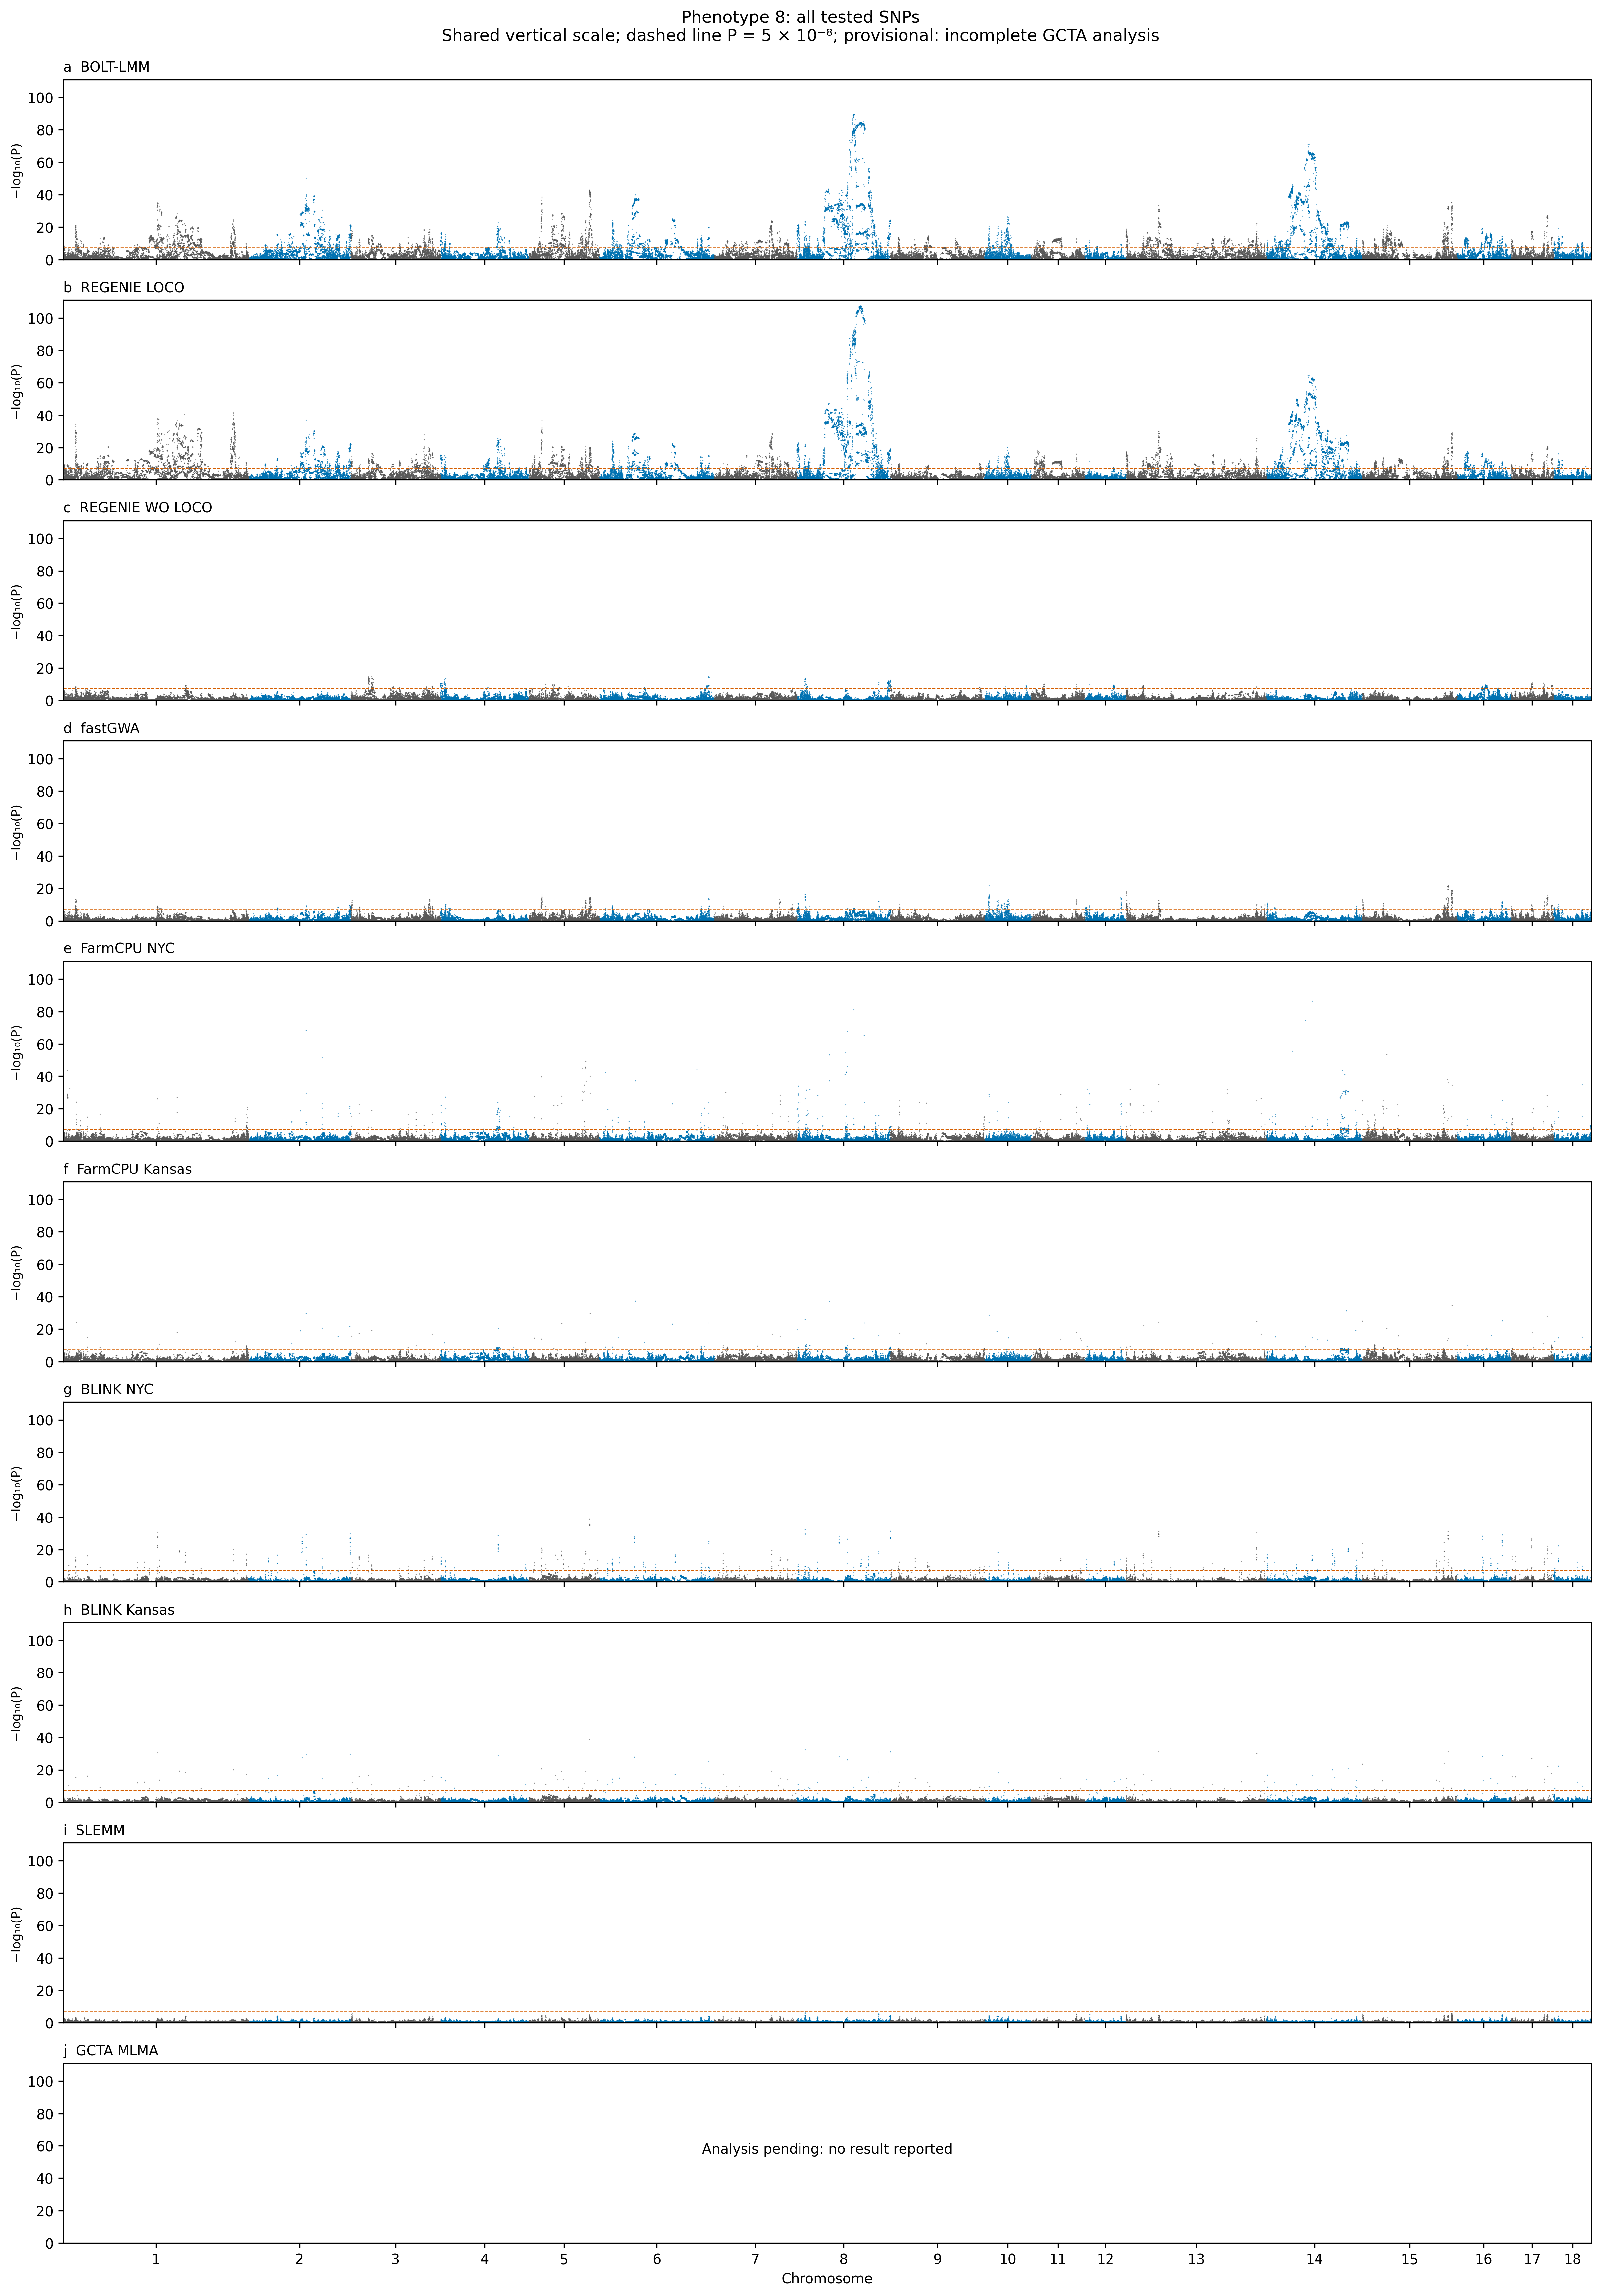 Phenotype 8: all tested SNPs
Shared vertical scale; dashed line P = 5 × 10⁻⁸; provisional: incomplete GCTA analysis
a BOLT-LMM
−log₁₀(P)
100
80
60
40
20
0
b REGENIE LOCO
−log₁₀(P)
100
80
60
40
20
0
c REGENIE WO LOCO
−log₁₀(P)
100
80
60
40
20
0
d fastGWA
−log₁₀(P)
100
80
60
40
20
0
e FarmCPU NYC
−log₁₀(P)
100
80
60
40
20
0
f FarmCPU Kansas
−log₁₀(P)
100
80
60
40
20
0
g BLINK NYC
−log₁₀(P)
100
80
60
40
20
0
h BLINK Kansas
−log₁₀(P)
100
80
60
40
20
0
i SLEMM
−log₁₀(P)
100
80
60
40
20
0
j GCTA MLMA
100
80
60
40
20
0
Analysis pending: no result reported
1 2 3 4 5 6 7 8 9 10 11 12 13 14 15 16 17 18
Chromosome